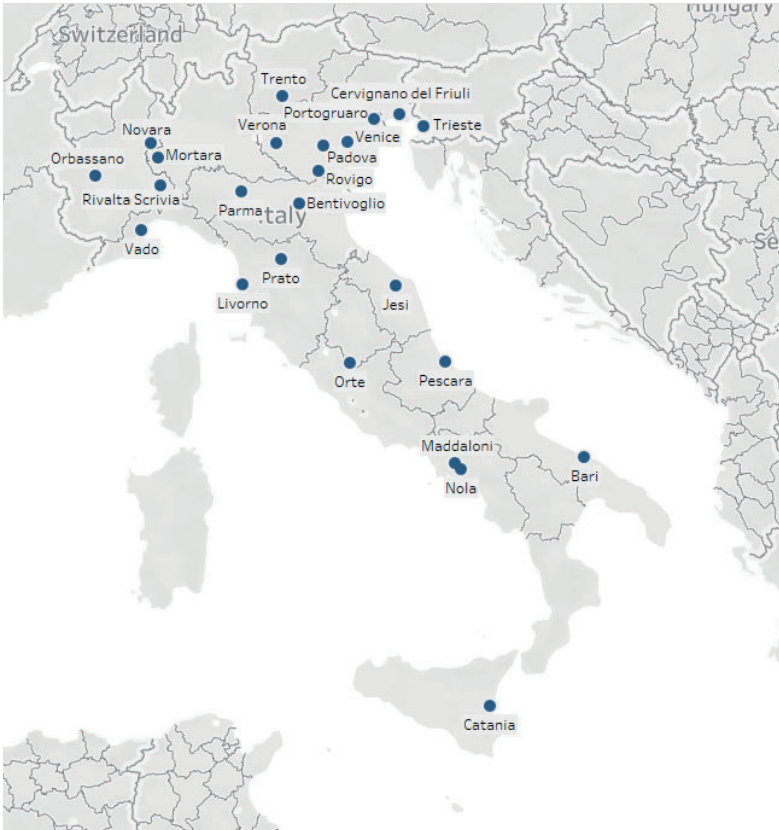 Hungary
Switzerland
Trento
Cervignano del Friuli
Portogruaro
Trieste
Novara
Verona
Venice
Mortara
Padova
Orbassano
Rovigo
Rivalta Scrivia
Parma
Bentivoglio
Italy
Vado
Prato
Livorno
Jesi
Orte
Pescara
Maddaloni
Nola
Bari
Catania